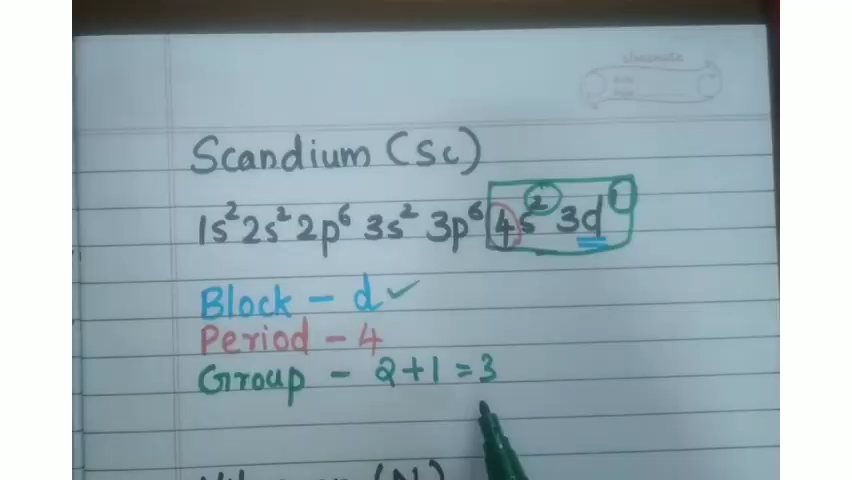 Scandium (Sc)
1s² 2s² 2p⁶ 3s² 3p⁶ 4s² 3d¹
Block - d ✓
Period - 4
Group - 2+1 = 3
(N)